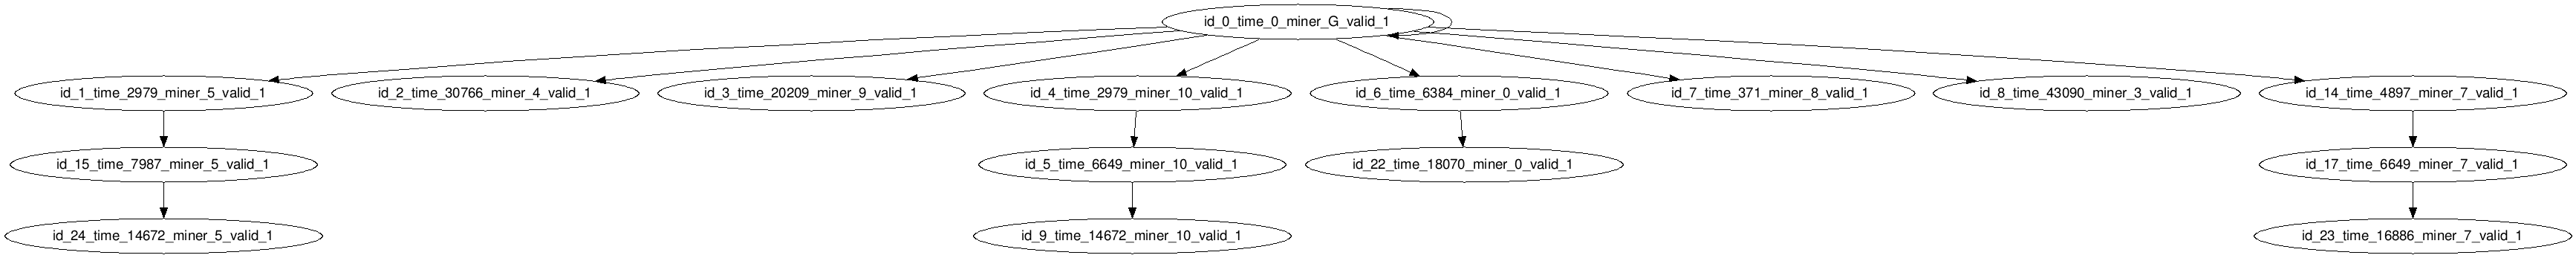 id_0_time_0_miner_G_valid_1
id_1_time_2979_miner_5_valid_1
id_2_time_30766_miner_4_valid_1
id_3_time_20209_miner_9_valid_1
id_4_time_2979_miner_10_valid_1
id_6_time_6384_miner_0_valid_1
id_7_time_371_miner_8_valid_1
id_8_time_43090_miner_3_valid_1
id_14_time_4897_miner_7_valid_1
id_15_time_7987_miner_5_valid_1
id_5_time_6649_miner_10_valid_1
id_22_time_18070_miner_0_valid_1
id_17_time_6649_miner_7_valid_1
id_24_time_14672_miner_5_valid_1
id_9_time_14672_miner_10_valid_1
id_23_time_16886_miner_7_valid_1